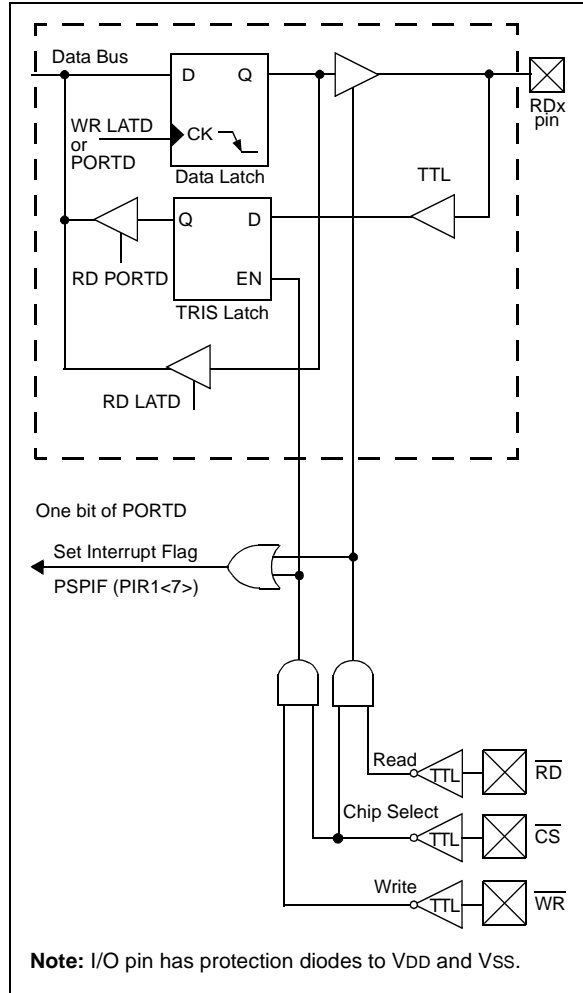 Data Bus
D Q
RDx
pin
WR LATD
or
PORTD
CK
Data Latch
TTL
Q D
RD PORTD
EN
TRIS Latch
RD LATD
One bit of PORTD
Set Interrupt Flag
PSPIF (PIR1<7>)
Read
TTL
RD
Chip Select
TTL
CS
Write
TTL
WR
Note: I/O pin has protection diodes to VDD and VSS.